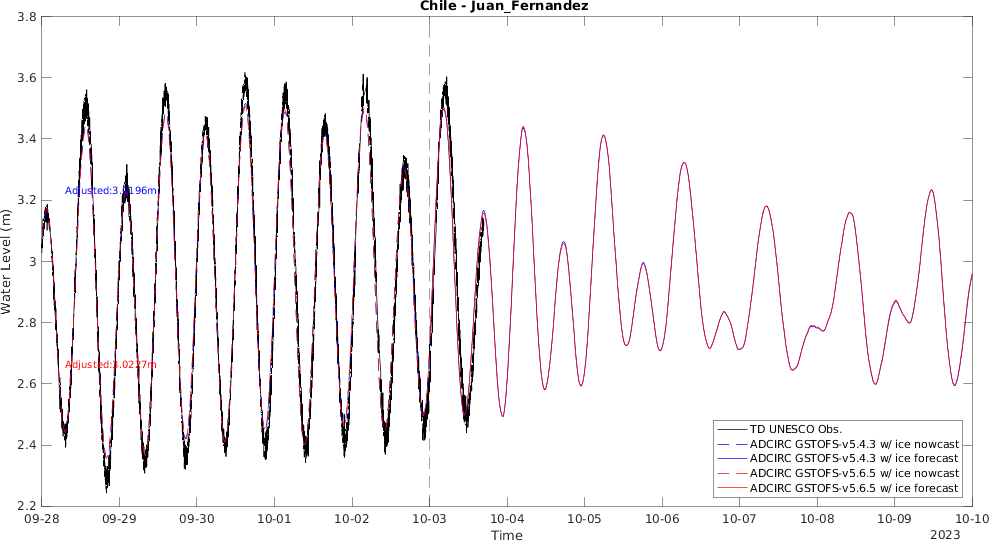 Chile - Juan_Fernandez
3.8
3.6
3.4
3.2
3
2.8
2.6
2.4
2.2
Water Level (m)
Adjusted:3.0227m
09-28
09-29
09-30
10-01
10-02
10-03
10-04
10-05
10-06
10-07
10-08
10-09
10-10
Time
2023
TD UNESCO Obs.
ADCIRC GSTOFS-v5.4.3 w/ ice nowcast
ADCIRC GSTOFS-v5.4.3 w/ ice forecast
ADCIRC GSTOFS-v5.6.5 w/ ice nowcast
ADCIRC GSTOFS-v5.6.5 w/ ice forecast